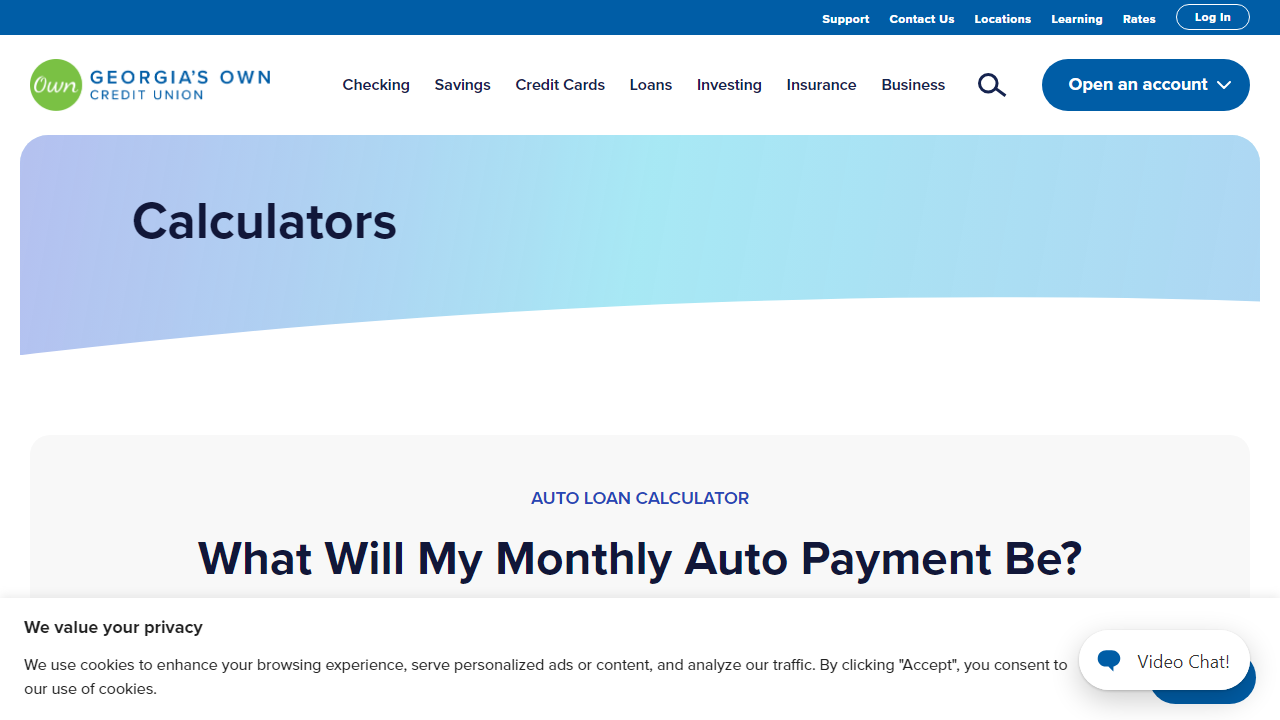 Support Contact Us Locations Learning Rates Log In
Own GEORGIA'S OWN
CREDIT UNION
Checking Savings Credit Cards Loans Investing Insurance Business Open an account
Calculators
AUTO LOAN CALCULATOR
What Will My Monthly Auto Payment Be?
We value your privacy
We use cookies to enhance your browsing experience, serve personalized ads or content, and analyze our traffic. By clicking "Accept", you consent to
our use of cookies.
Video Chat!